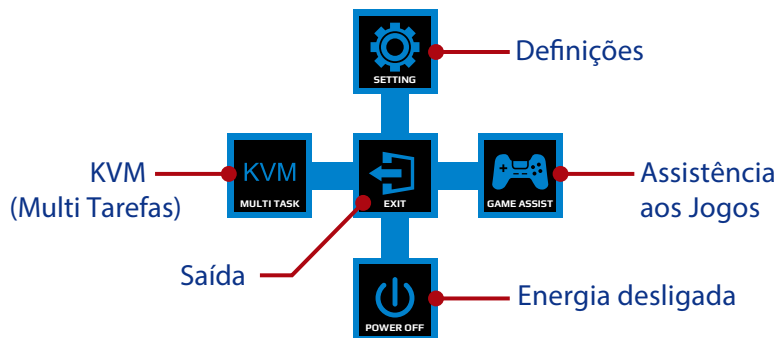 Definições
SETTING
KVM
(Multi Tarefas)
KVM
MULTI TASK
EXIT
GAME ASSIST
Assistência
aos Jogos
Saída
POWER OFF
Energia desligada